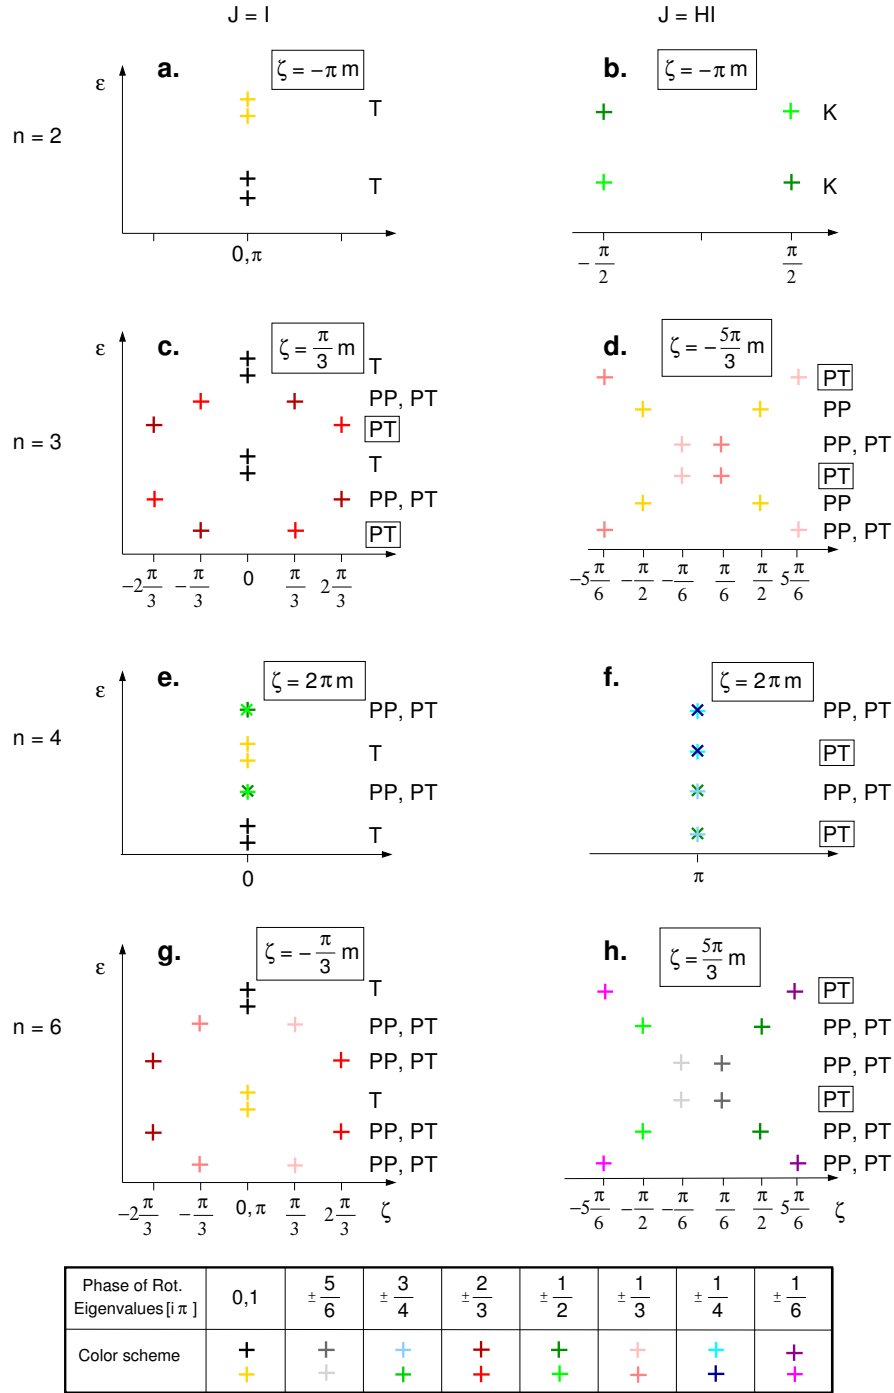 J = I
J = HI
a.
ζ = −π m
b.
ζ = −π m
ε
n = 2
T
T
0,π
K
K
−π/2
π/2
c.
ζ = π/3 m
d.
ζ = −5π/3 m
ε
n = 3
T
PP, PT
PT
T
PP, PT
PT
−2π/3
−π/3
0
π/3
2π/3
PT
PP
PP, PT
PT
PP
PP, PT
−5π/6
−π/2
−π/6
π/6
π/2
5π/6
e.
ζ = 2π m
f.
ζ = 2π m
ε
n = 4
PP, PT
T
PP, PT
T
0
PP, PT
PT
PP, PT
PT
π
g.
ζ = −π/3 m
h.
ζ = 5π/3 m
ε
n = 6
T
PP, PT
PP, PT
T
PP, PT
PP, PT
−2π/3
−π/3
0,π
π/3
2π/3
ζ
PT
PP, PT
PP, PT
PT
PP, PT
PP, PT
−5π/6
−π/2
−π/6
π/6
π/2
5π/6
ζ
Phase of Rot.
Eigenvalues [i π ]
0,1
± 5/6
± 3/4
± 2/3
± 1/2
± 1/3
± 1/4
± 1/6
Color scheme